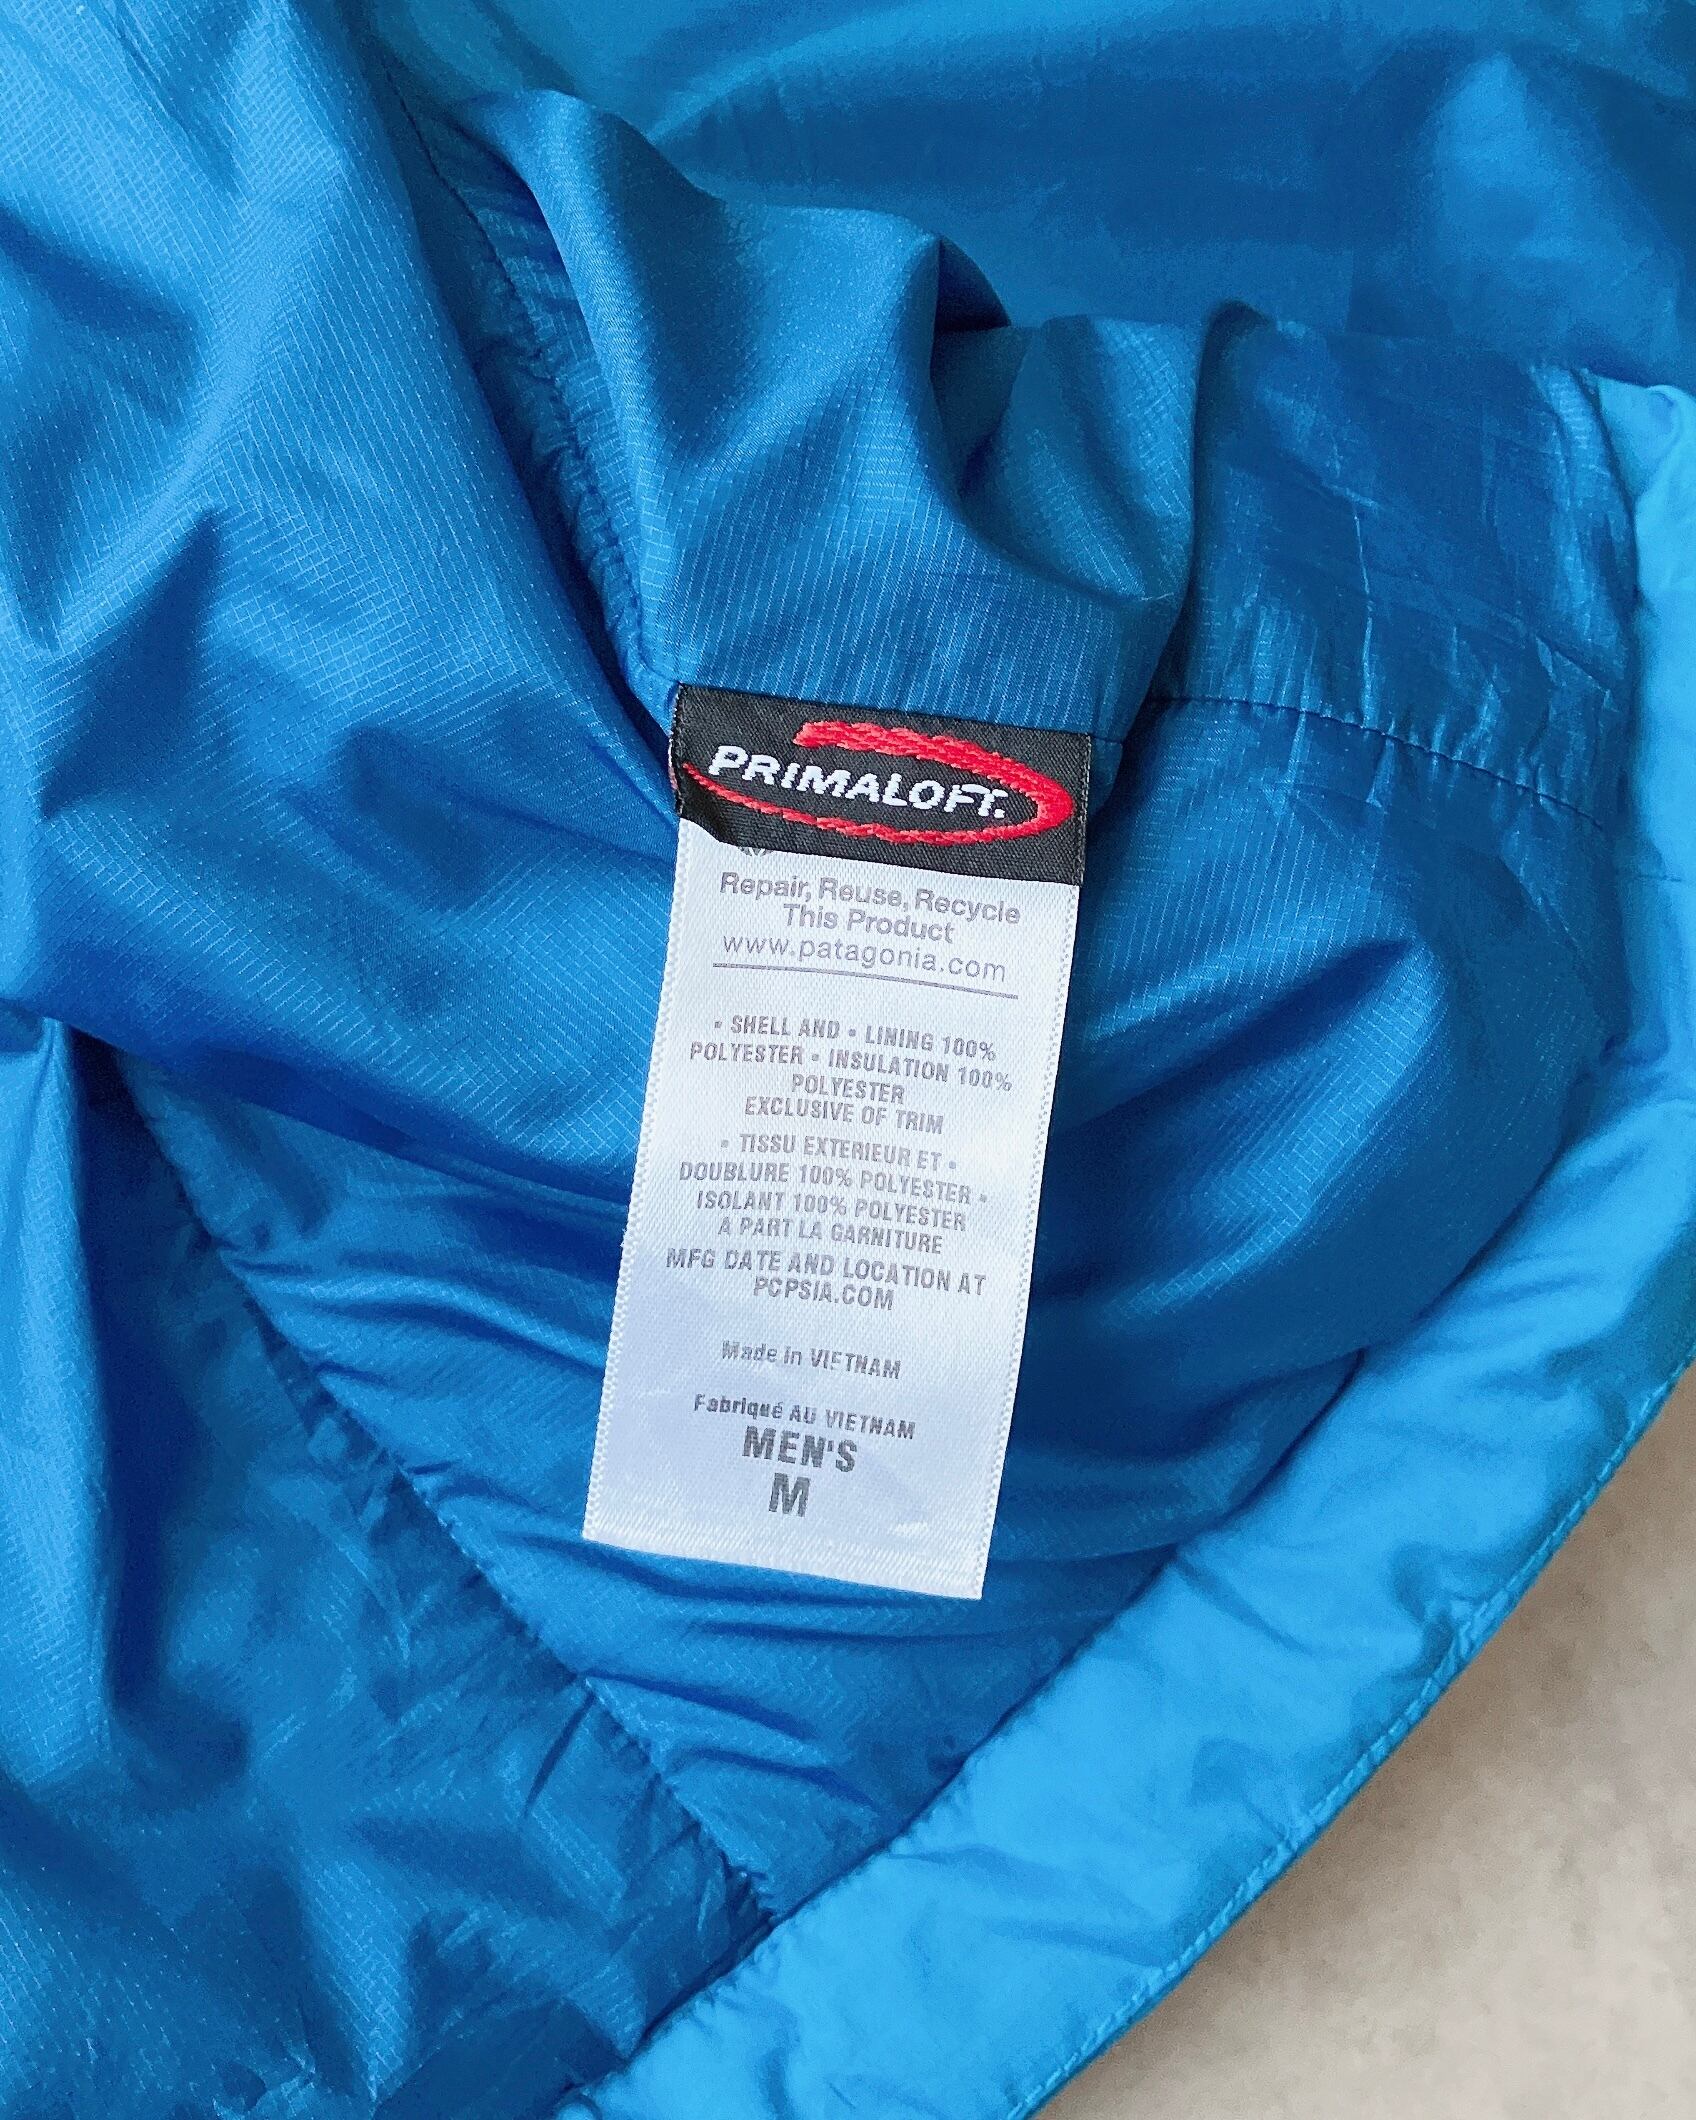 PRIMALOFT.
Repair, Reuse, Recycle
This Product
www.patagonia.com
• SHELL AND • LINING 100%
POLYESTER • INSULATION 100%
POLYESTER
EXCLUSIVE OF TRIM
• TISSU EXTERIEUR ET •
DOUBLURE 100% POLYESTER •
ISOLANT 100% POLYESTER
A PART LA GARNITURE
MFG DATE AND LOCATION AT
PCPSIA.COM
Made in VIETNAM
Fabriqué AU VIETNAM
MEN'S
M